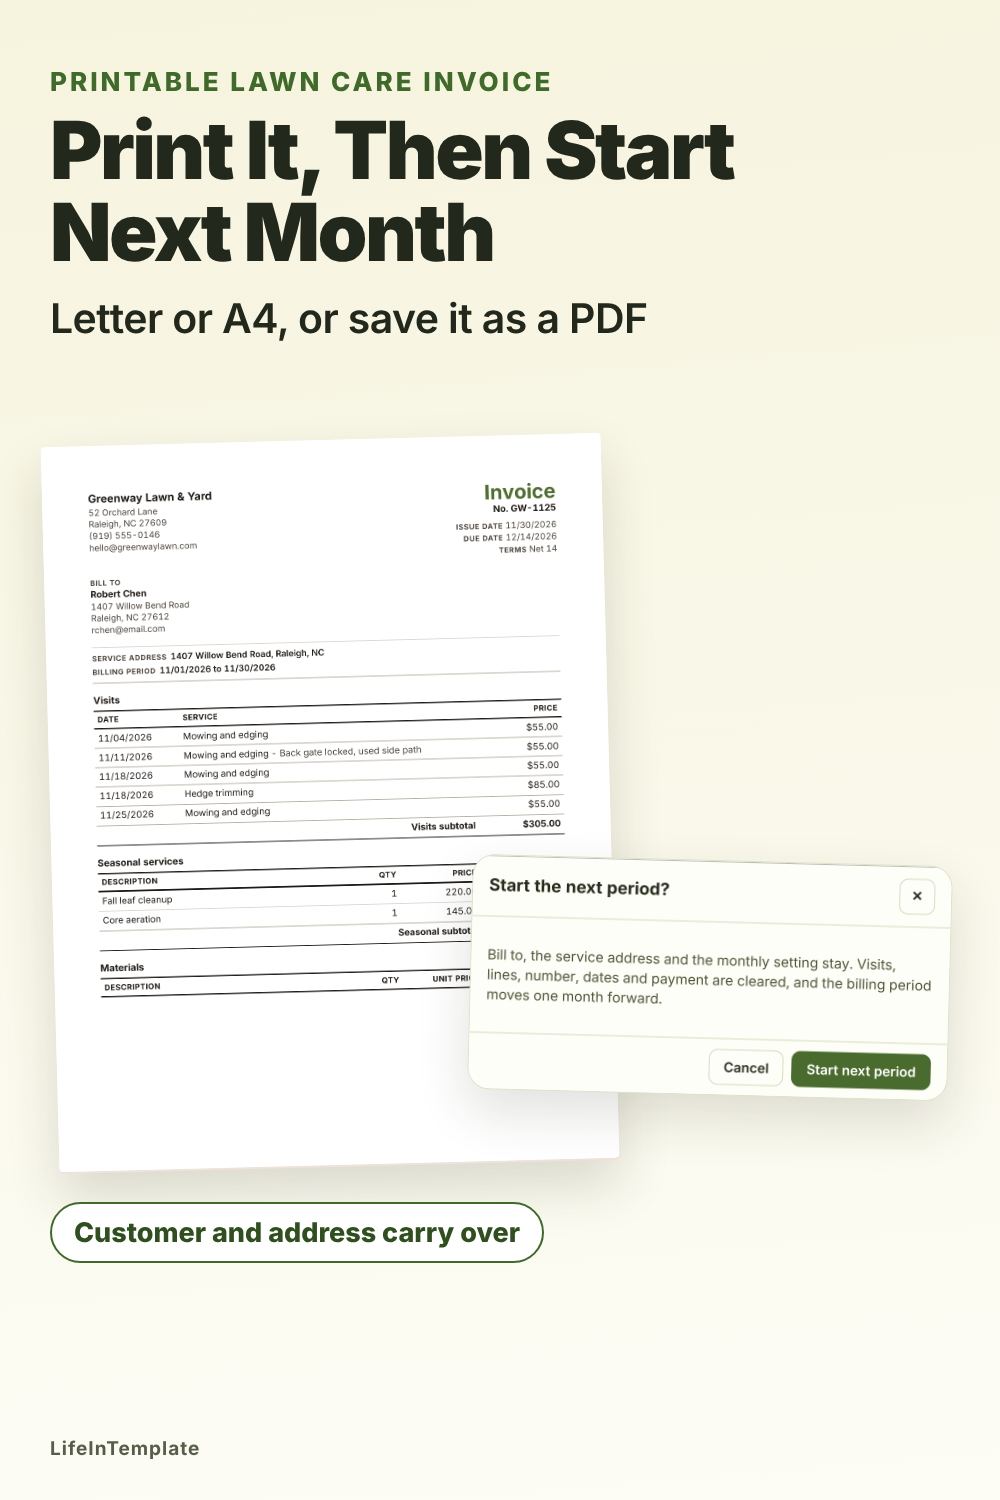 PRINTABLE LAWN CARE INVOICE
Print It, Then Start
Next Month
Letter or A4, or save it as a PDF
Greenway Lawn & Yard
52 Orchard Lane
Raleigh, NC 27609
(919) 555-0146
hello@greenwaylawn.com
Invoice
No. GW-1125
ISSUE DATE 11/30/2026
DUE DATE 12/14/2026
TERMS Net 14
BILL TO
Robert Chen
1407 Willow Bend Road
Raleigh, NC 27612
rchen@email.com
SERVICE ADDRESS 1407 Willow Bend Road, Raleigh, NC
BILLING PERIOD 11/01/2026 to 11/30/2026
Visits
DATE SERVICE PRICE
11/04/2026 Mowing and edging $55.00
11/11/2026 Mowing and edging - Back gate locked, used side path $55.00
11/18/2026 Mowing and edging $55.00
11/18/2026 Hedge trimming $85.00
11/25/2026 Mowing and edging $55.00
Visits subtotal $305.00
Seasonal services
DESCRIPTION QTY
Fall leaf cleanup 1 220.0
Core aeration 1 145.0
Seasonal
Materials
DESCRIPTION QTY UNIT
Start the next period?
×
Bill to, the service address and the monthly setting stay. Visits,
lines, number, dates and payment are cleared, and the billing period
moves one month forward.
Cancel Start next period
Customer and address carry over
LifeInTemplate